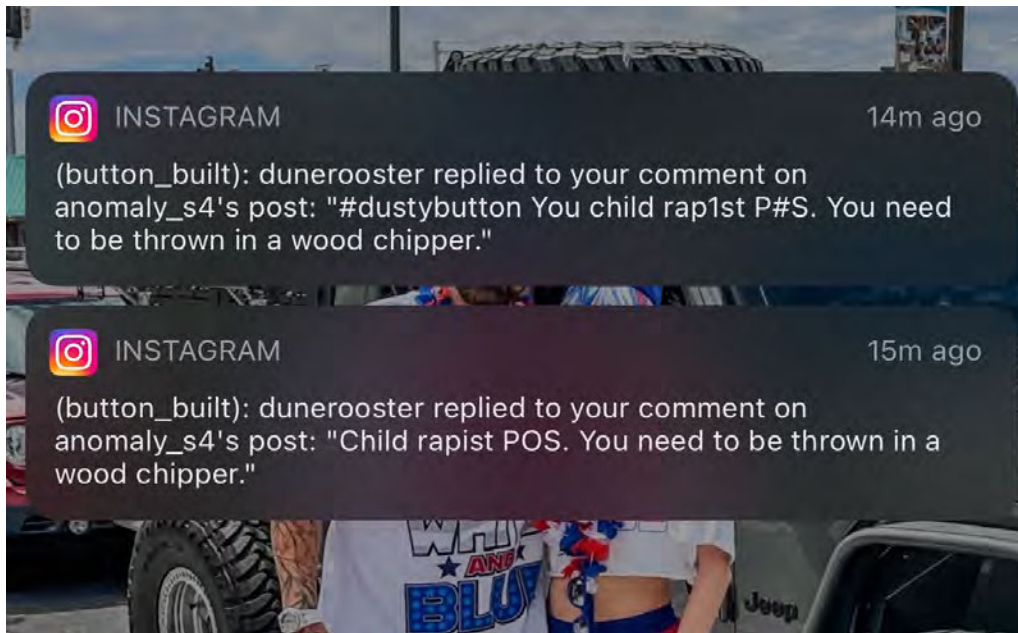 INSTAGRAM 14m ago
(button_built): dunerooster replied to your comment on
anomaly_s4's post: "#dustybutton You child rap1st P#S. You need
to be thrown in a wood chipper."
INSTAGRAM 15m ago
(button_built): dunerooster replied to your comment on
anomaly_s4's post: "Child rapist POS. You need to be thrown in a
wood chipper."
AND
BLU
Jeep